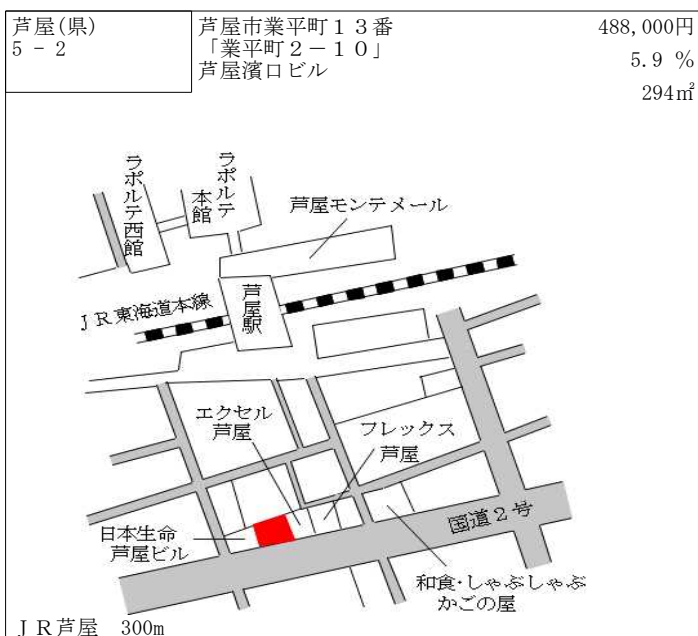 芦屋(県)
5 - 2
芦屋市業平町１３番
「業平町２－１０」
芦屋濱口ビル
488,000円
5.9 %
294㎡
ラポルテ西館
ラポルテ
本館
芦屋モンテメール
ＪＲ東海道本線
芦屋駅
エクセル
芦屋
フレックス
芦屋
日本生命
芦屋ビル
国道２号
和食・しゃぶしゃぶ
かごの屋
ＪＲ芦屋　300m